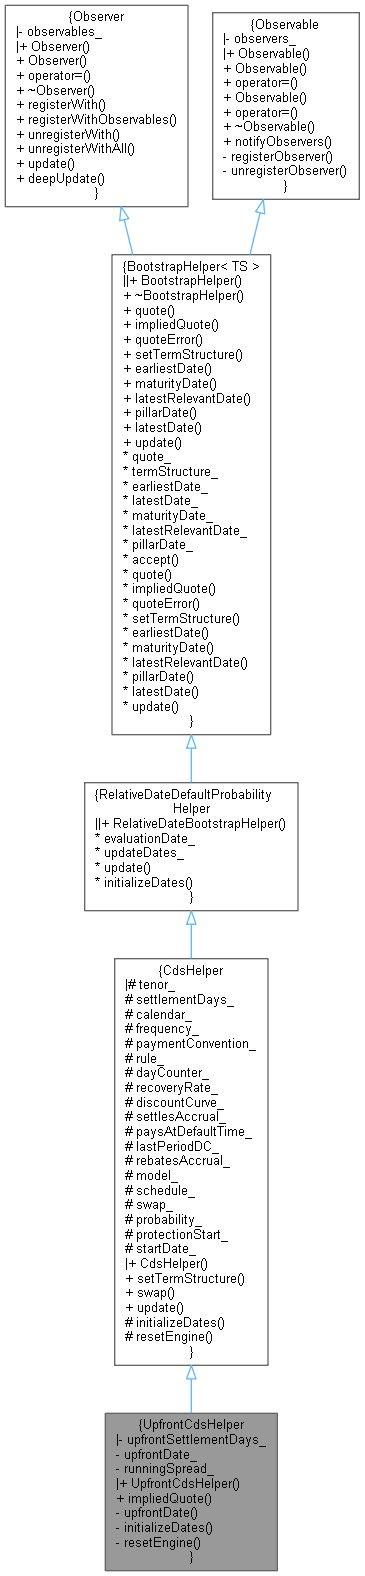 {Observer
|- observables_
|+ Observer()
+ Observer()
+ operator=()
+ ~Observer()
+ registerWith()
+ registerWithObservables()
+ unregisterWith()
+ unregisterWithAll()
+ update()
+ deepUpdate()
}
{Observable
|- observers_
|+ Observable()
+ Observable()
+ operator=()
+ Observable()
+ operator=()
+ ~Observable()
+ notifyObservers()
- registerObserver()
- unregisterObserver()
}
{BootstrapHelper< TS >
||+ BootstrapHelper()
+ ~BootstrapHelper()
+ quote()
+ impliedQuote()
+ quoteError()
+ setTermStructure()
+ earliestDate()
+ maturityDate()
+ latestRelevantDate()
+ pillarDate()
+ latestDate()
+ update()
* quote_
* termStructure_
* earliestDate_
* latestDate_
* maturityDate_
* latestRelevantDate_
* pillarDate_
* accept()
* quote()
* impliedQuote()
* quoteError()
* setTermStructure()
* earliestDate()
* maturityDate()
* latestRelevantDate()
* pillarDate()
* latestDate()
* update()
}
{RelativeDateDefaultProbability
Helper
||+ RelativeDateBootstrapHelper()
* evaluationDate_
* updateDates_
* update()
* initializeDates()
}
{CdsHelper
|# tenor_
# settlementDays_
# calendar_
# frequency_
# paymentConvention_
# rule_
# dayCounter_
# recoveryRate_
# discountCurve_
# settlesAccrual_
# paysAtDefaultTime_
# lastPeriodDC_
# rebatesAccrual_
# model_
# schedule_
# swap_
# probability_
# protectionStart_
# startDate_
|+ CdsHelper()
+ setTermStructure()
+ swap()
+ update()
# initializeDates()
# resetEngine()
}
{UpfrontCdsHelper
|- upfrontSettlementDays_
- upfrontDate_
- runningSpread_
|+ UpfrontCdsHelper()
+ impliedQuote()
- upfrontDate()
- initializeDates()
- resetEngine()
}